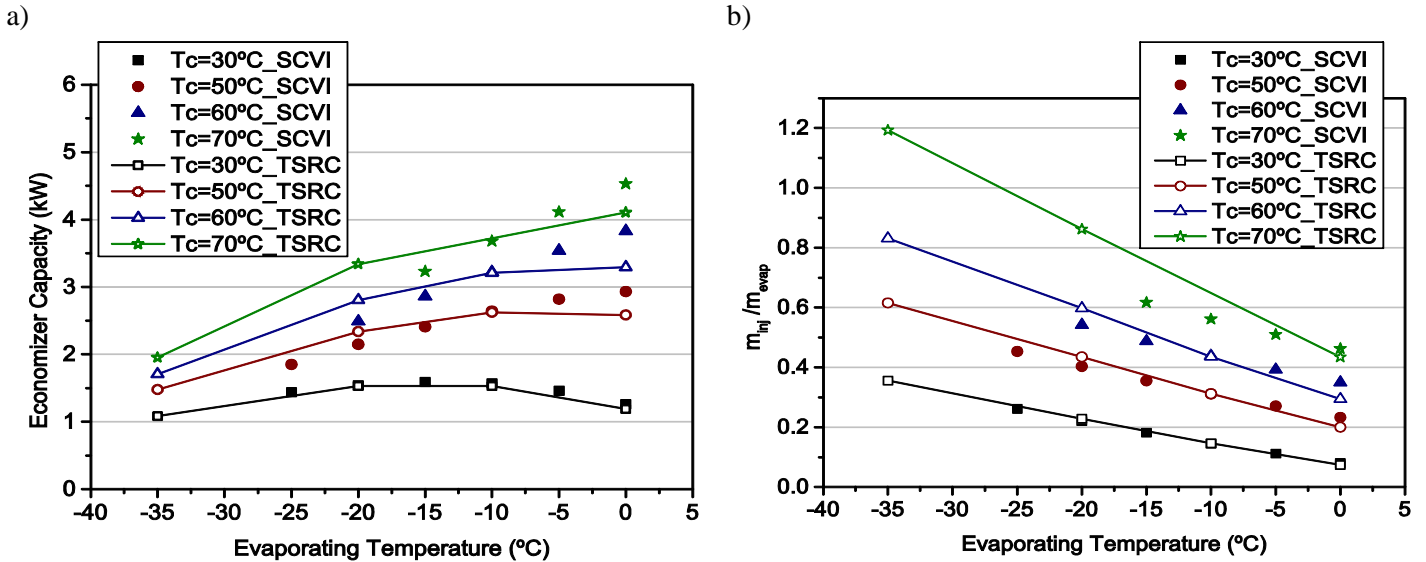 a)
Tc=30ºC_SCVI
Tc=50ºC_SCVI
Tc=60ºC_SCVI
Tc=70ºC_SCVI
Tc=30ºC_TSRC
Tc=50ºC_TSRC
Tc=60ºC_TSRC
Tc=70ºC_TSRC
6
5
4
3
2
1
0
Economizer Capacity (kW)
-40 -35 -30 -25 -20 -15 -10 -5 0 5
Evaporating Temperature (ºC)
b)
Tc=30ºC_SCVI
Tc=50ºC_SCVI
Tc=60ºC_SCVI
Tc=70ºC_SCVI
Tc=30ºC_TSRC
Tc=50ºC_TSRC
Tc=60ºC_TSRC
Tc=70ºC_TSRC
1.2
1.0
0.8
0.6
0.4
0.2
0.0
m_inj /m_evap
-40 -35 -30 -25 -20 -15 -10 -5 0 5
Evaporating Temperature (ºC)